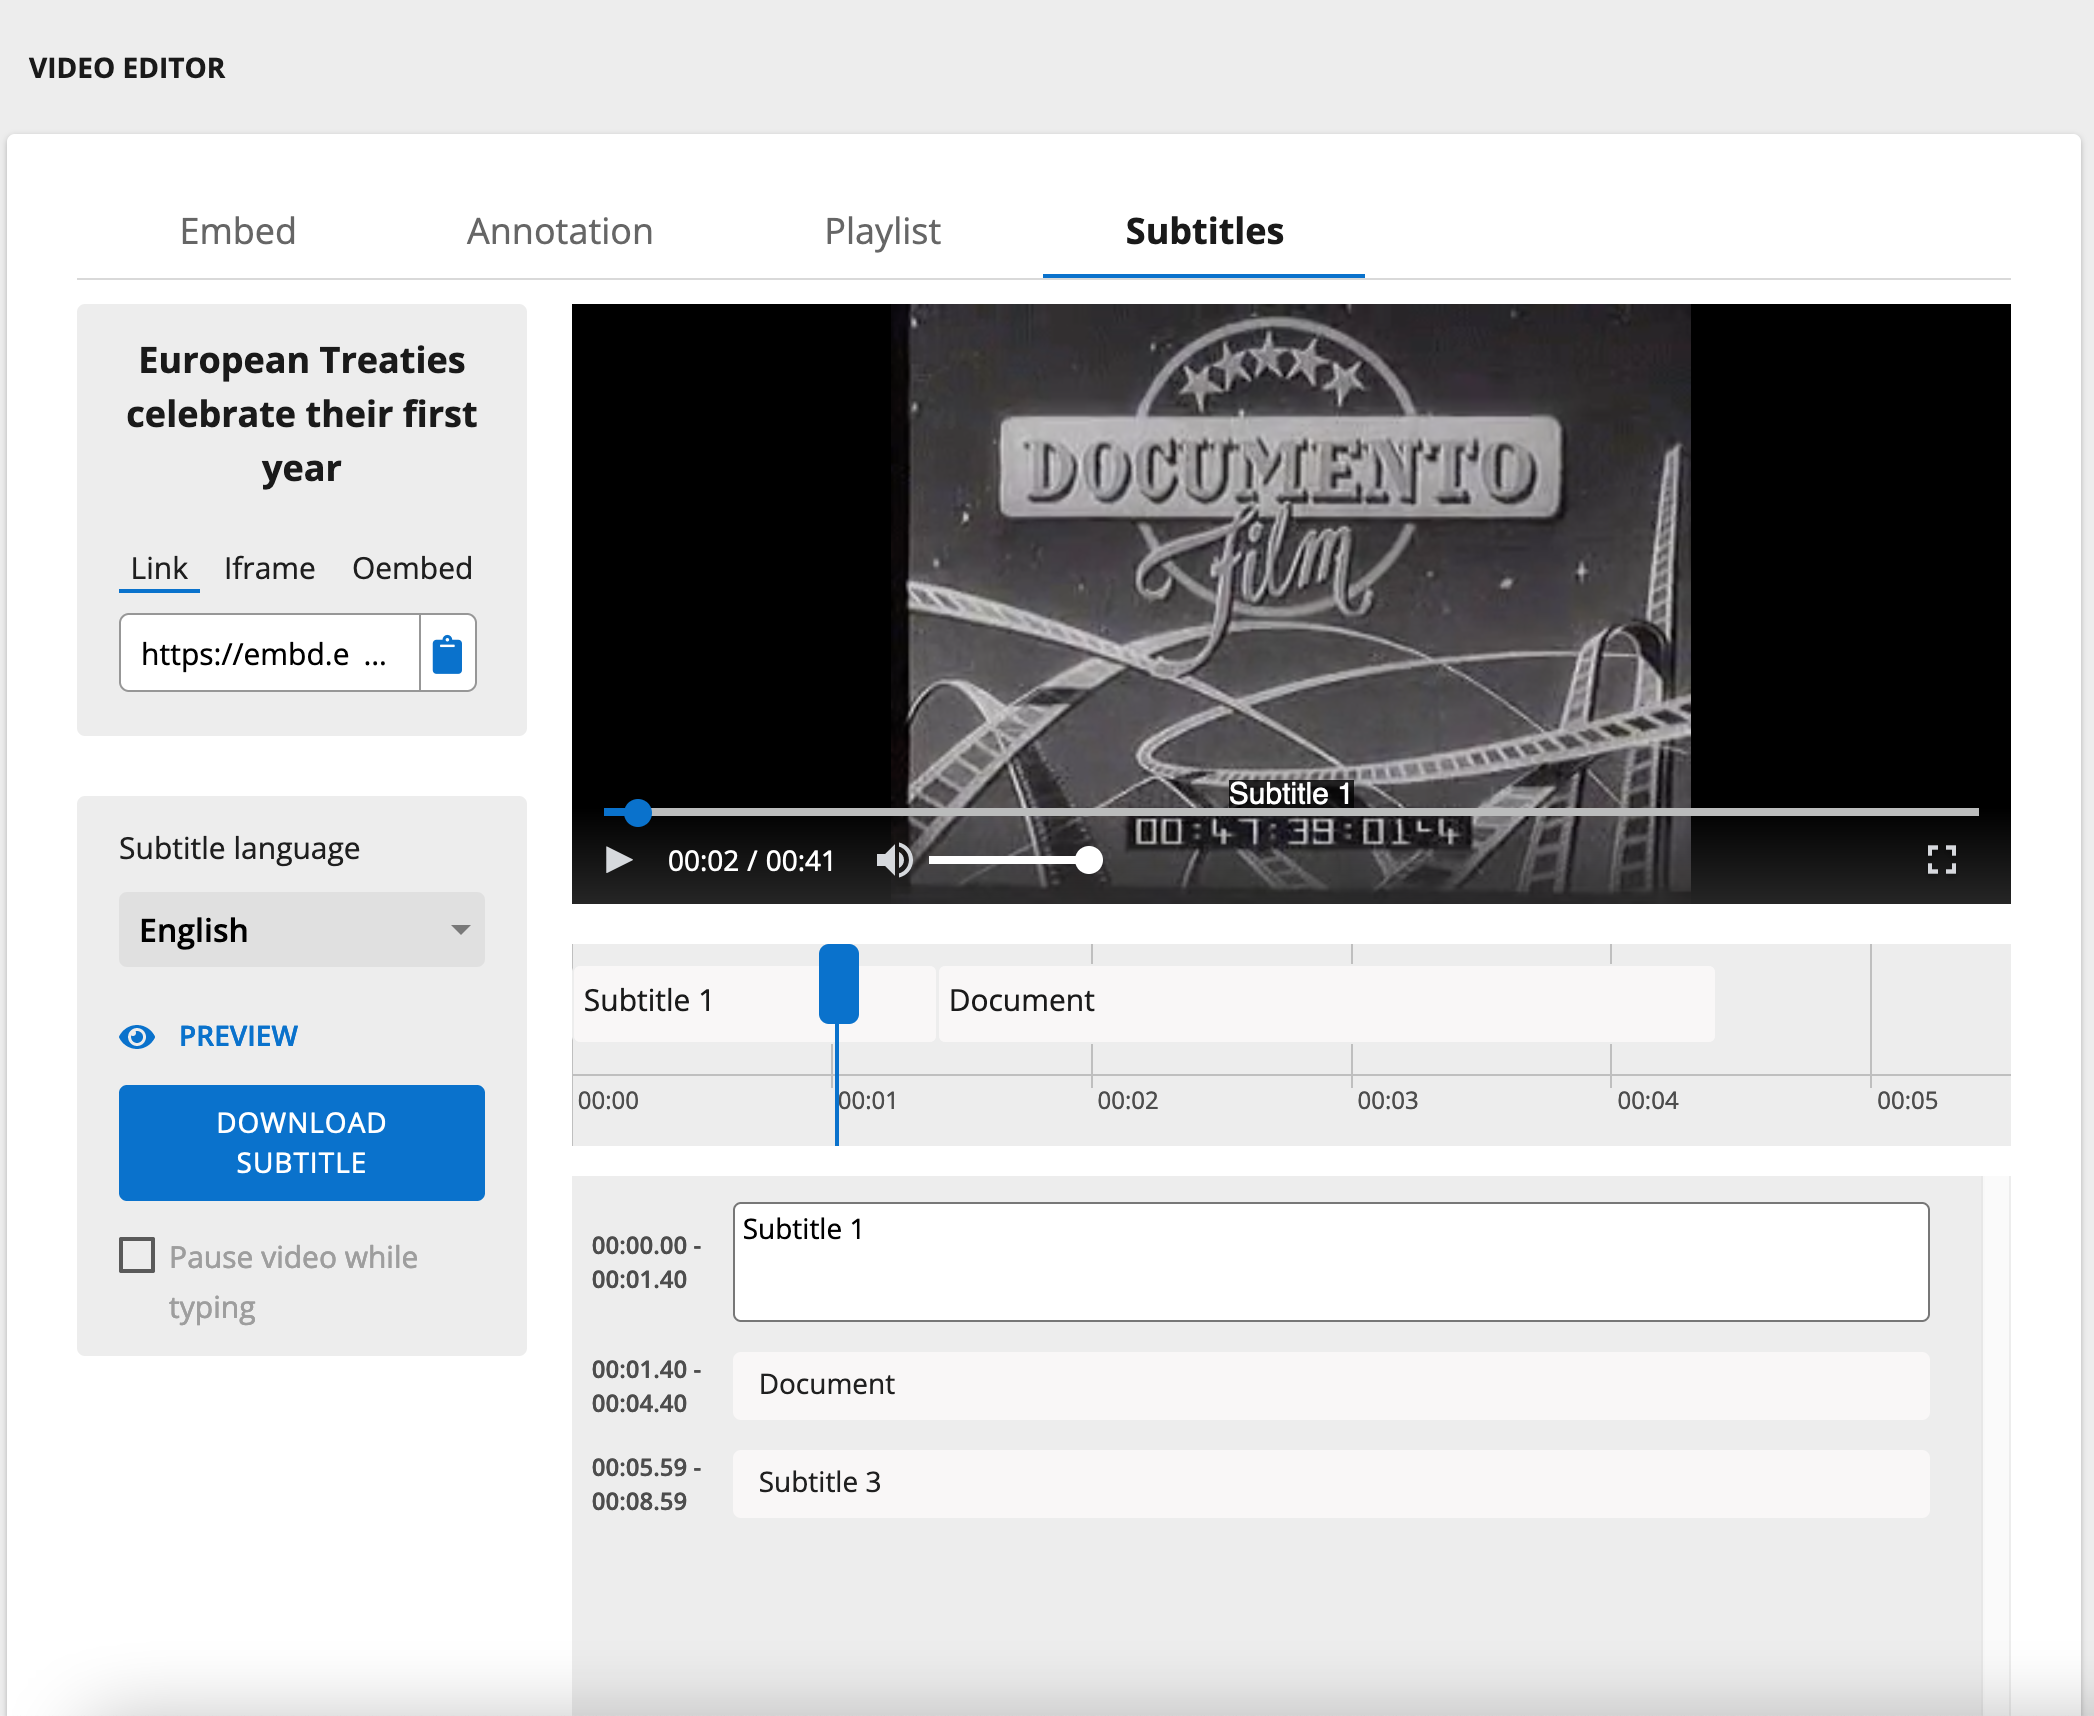 VIDEO EDITOR
Embed
Annotation
Playlist
Subtitles
European Treaties
celebrate their first
year
Link
Iframe
Oembed
https://embd.e ...
Subtitle language
English
PREVIEW
DOWNLOAD
SUBTITLE
Pause video while
typing
DOCUMENTO
film
Subtitle 1
00:47:39:01
00:02 / 00:41
Subtitle 1
Document
00:00
00:01
00:02
00:03
00:04
00:05
00:00.00 -
00:01.40
Subtitle 1
00:01.40 -
00:04.40
Document
00:05.59 -
00:08.59
Subtitle 3